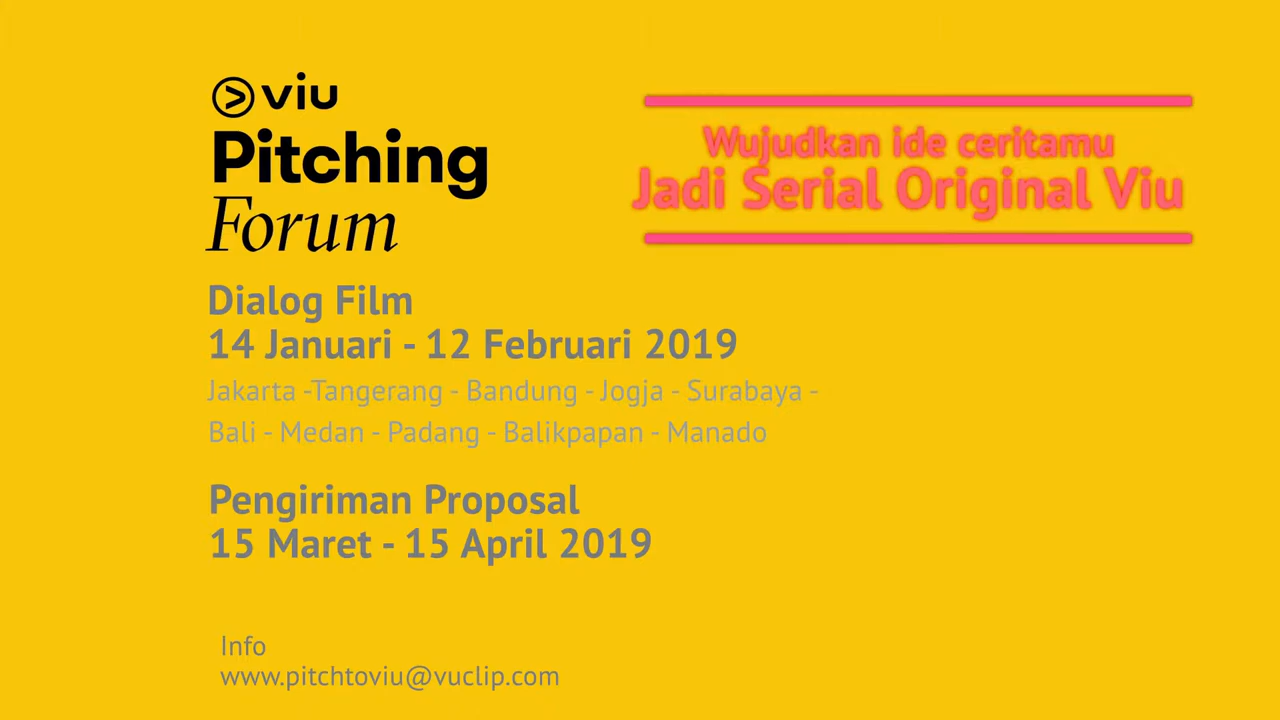 viu
Pitching
Forum
Wujudkan ide ceritamu
Jadi Serial Original Viu
Dialog Film
14 Januari - 12 Februari 2019
Jakarta -Tangerang - Bandung - Jogja - Surabaya -
Bali - Medan - Padang - Balikpapan - Manado
Pengiriman Proposal
15 Maret - 15 April 2019
Info
www.pitchtoviu@vuclip.com